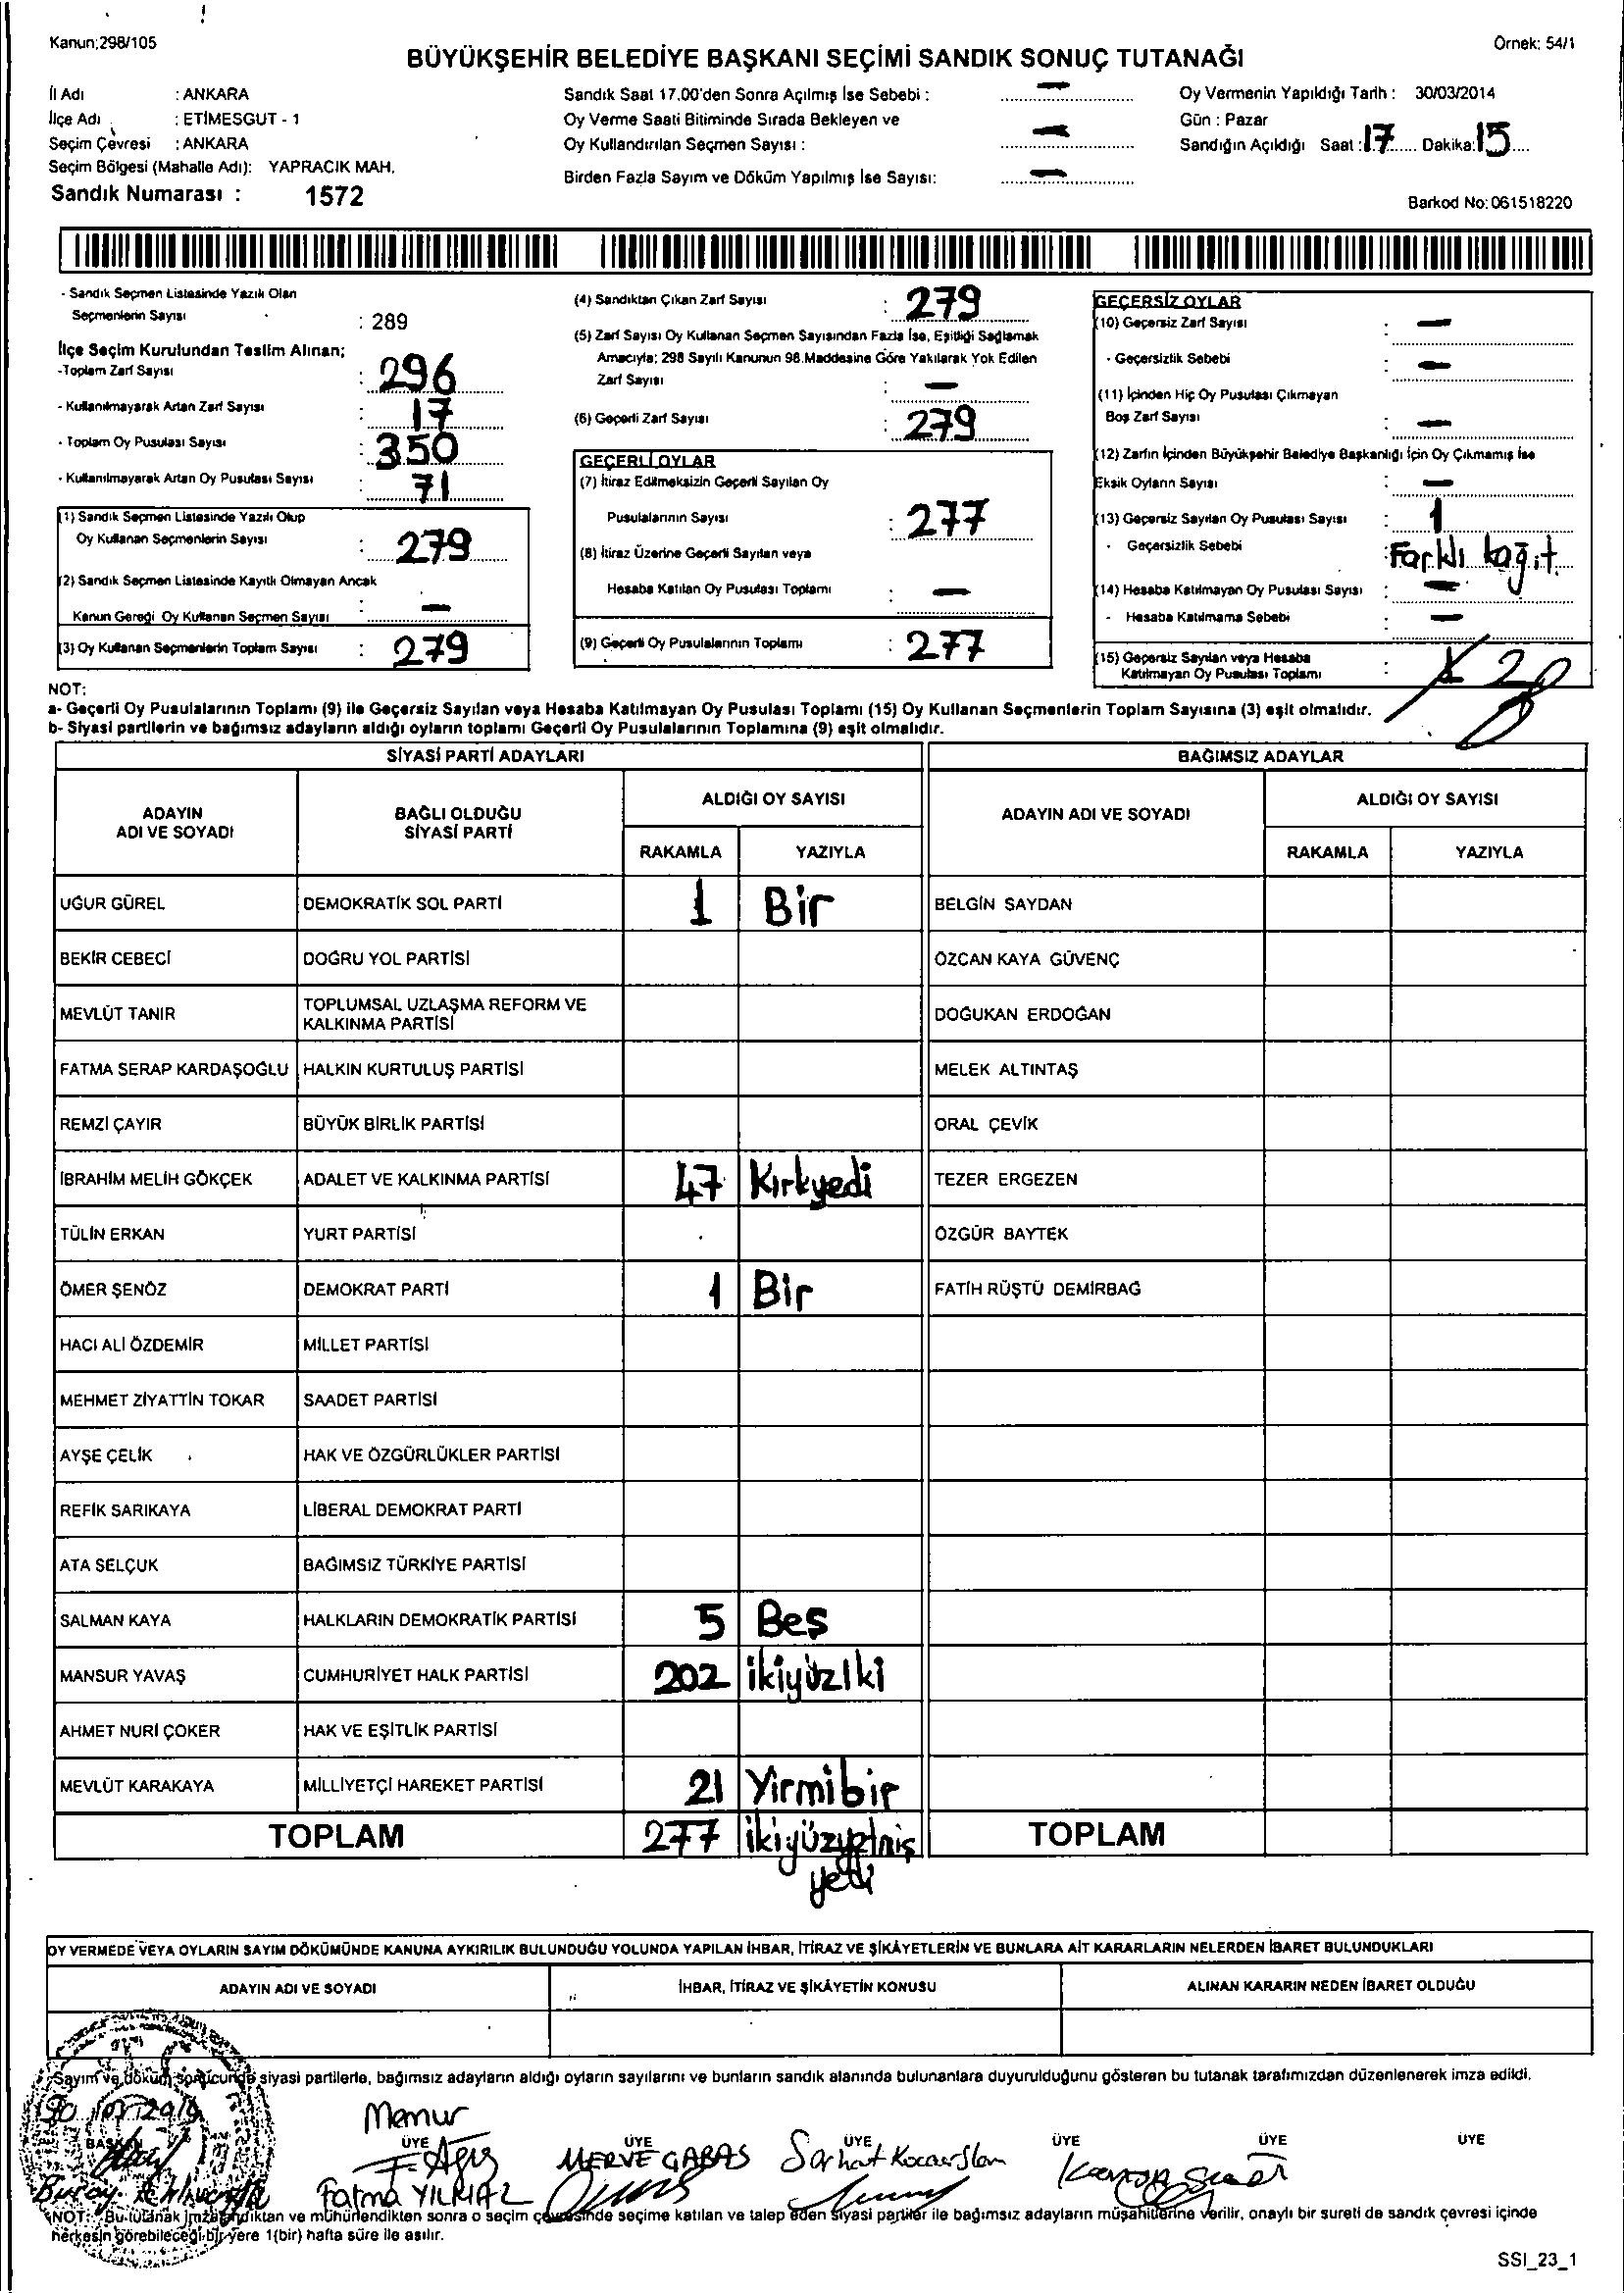 Kanun;298/105
Örnek: 54/1
BÜYÜKŞEHİR BELEDİYE BAŞKANI SEÇİMİ SANDIK SONUÇ TUTANAĞI
İl Adı : ANKARA
İlçe Adı : ETİMESGUT - 1
Seçim Çevresi : ANKARA
Seçim Bölgesi (Mahalle Adı): YAPRACIK MAH.
Sandık Numarası : 1572
Sandık Saat 17.00'den Sonra Açılmış İse Sebebi : -
Oy Verme Saati Bitiminde Sırada Bekleyen ve
Oy Kullandırılan Seçmen Sayısı : -
Birden Fazla Sayım ve Döküm Yapılmış İse Sayısı: -
Oy Vermenin Yapıldığı Tarih : 30/03/2014
Gün : Pazar
Sandığın Açıldığı Saat : 17 Dakika: 15
Barkod No: 061518220
- Sandık Seçmen Listesinde Yazılı Olan
Seçmenlerin Sayısı : 289
İlçe Seçim Kurulundan Teslim Alınan;
-Toplam Zarf Sayısı : 296
- Kullanılmayarak Artan Zarf Sayısı : 17
- Toplam Oy Pusulası Sayısı : 350
- Kullanılmayarak Artan Oy Pusulası Sayısı : 71
(1) Sandık Seçmen Listesinde Yazılı Olup
Oy Kullanan Seçmenlerin Sayısı : 279
(2) Sandık Seçmen Listesinde Kayıtlı Olmayan Ancak
Kanun Gereği Oy Kullanan Seçmen Sayısı : -
(3) Oy Kullanan Seçmenlerin Toplam Sayısı : 279
(4) Sandıktan Çıkan Zarf Sayısı : 279
(5) Zarf Sayısı Oy Kullanan Seçmen Sayısından Fazla İse, Eşitliği Sağlamak
Amacıyla; 298 Sayılı Kanunun 98.Maddesine Göre Yakılarak Yok Edilen
Zarf Sayısı : -
(6) Geçerli Zarf Sayısı : 279
GEÇERLİ OYLAR
(7) İtiraz Edilmeksizin Geçerli Sayılan Oy
Pusulalarının Sayısı : 277
(8) İtiraz Üzerine Geçerli Sayılan veya
Hesaba Katılan Oy Pusulası Toplamı : -
(9) Geçerli Oy Pusulalarının Toplamı : 277
GEÇERSİZ OYLAR
(10) Geçersiz Zarf Sayısı : -
- Geçersizlik Sebebi : -
(11) İçinden Hiç Oy Pusulası Çıkmayan
Boş Zarf Sayısı : -
(12) Zarfın İçinden Büyükşehir Belediye Başkanlığı İçin Oy Çıkmamış İse
Eksik Oyların Sayısı : -
(13) Geçersiz Sayılan Oy Pusulası Sayısı : 1
- Geçersizlik Sebebi : Farklı kağıt
(14) Hesaba Katılmayan Oy Pusulası Sayısı : -
- Hesaba Katılmama Sebebi : -
(15) Geçersiz Sayılan veya Hesaba
Katılmayan Oy Pusulası Toplamı : 2
NOT:
a- Geçerli Oy Pusulalarının Toplamı (9) ile Geçersiz Sayılan veya Hesaba Katılmayan Oy Pusulası Toplamı (15) Oy Kullanan Seçmenlerin Toplam Sayısına (3) eşit olmalıdır.
b- Siyasi partilerin ve bağımsız adayların aldığı oyların toplamı Geçerli Oy Pusulalarının Toplamına (9) eşit olmalıdır.
SİYASİ PARTİ ADAYLARI BAĞIMSIZ ADAYLAR
ADAYIN ADI VE SOYADI BAĞLI OLDUĞU SİYASİ PARTİ ALDIĞI OY SAYISI ADAYIN ADI VE SOYADI ALDIĞI OY SAYISI
RAKAMLA YAZIYLA RAKAMLA YAZIYLA
UĞUR GÜREL DEMOKRATİK SOL PARTİ 1 Bir BELGİN SAYDAN
BEKİR CEBECİ DOĞRU YOL PARTİSİ ÖZCAN KAYA GÜVENÇ
MEVLÜT TANIR TOPLUMSAL UZLAŞMA REFORM VE KALKINMA PARTİSİ DOĞUKAN ERDOĞAN
FATMA SERAP KARDAŞOĞLU HALKIN KURTULUŞ PARTİSİ MELEK ALTINTAŞ
REMZİ ÇAYIR BÜYÜK BİRLİK PARTİSİ ORAL ÇEVİK
İBRAHİM MELİH GÖKÇEK ADALET VE KALKINMA PARTİSİ 47 Kırkyedi TEZER ERGEZEN
TÜLİN ERKAN YURT PARTİSİ ÖZGÜR BAYTEK
ÖMER ŞENÖZ DEMOKRAT PARTİ 1 Bir FATİH RÜŞTÜ DEMİRBAĞ
HACI ALİ ÖZDEMİR MİLLET PARTİSİ
MEHMET ZİYATTİN TOKAR SAADET PARTİSİ
AYŞE ÇELİK HAK VE ÖZGÜRLÜKLER PARTİSİ
REFİK SARIKAYA LİBERAL DEMOKRAT PARTİ
ATA SELÇUK BAĞIMSIZ TÜRKİYE PARTİSİ
SALMAN KAYA HALKLARIN DEMOKRATİK PARTİSİ 5 Beş
MANSUR YAVAŞ CUMHURİYET HALK PARTİSİ 202 ikiyüziki
AHMET NURİ ÇOKER HAK VE EŞİTLİK PARTİSİ
MEVLÜT KARAKAYA MİLLİYETÇİ HAREKET PARTİSİ 21 Yirmibir
TOPLAM 277 ikiyüzyetmiş TOPLAM
yedi
OY VERMEDE VEYA OYLARIN SAYIM DÖKÜMÜNDE KANUNA AYKIRILIK BULUNDUĞU YOLUNDA YAPILAN İHBAR, İTİRAZ VE ŞİKÂYETLERİN VE BUNLARA AİT KARARLARIN NELERDEN İBARET BULUNDUKLARI
ADAYIN ADI VE SOYADI İHBAR, İTİRAZ VE ŞİKÂYETİN KONUSU ALINAN KARARIN NEDEN İBARET OLDUĞU
Sayım ve döküm sonucunda siyasi partilerle, bağımsız adayların aldığı oyların sayılarını ve bunların sandık alanında bulunanlara duyurulduğunu gösteren bu tutanak tarafımızdan düzenlenerek imza edildi.
Memur
BAŞKAN ÜYE ÜYE ÜYE ÜYE ÜYE ÜYE
MERVE GABAS Serhat Kocaerslan
Fatma YILMAZ
NOT: Bu tutanak imzalandıktan ve mühürlendikten sonra o seçim çevresinde seçime katılan ve talep eden siyasi partiler ile bağımsız adayların müşahitlerine verilir, onaylı bir sureti de sandık çevresi içinde
herkesin görebileceği bir yere 1(bir) hafta süre ile asılır.
SSI_23_1